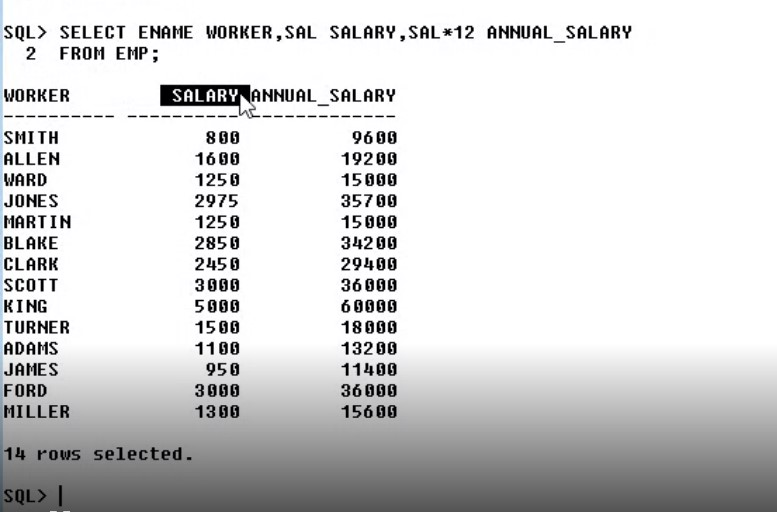 SQL> SELECT ENAME WORKER,SAL SALARY,SAL*12 ANNUAL_SALARY
  2  FROM EMP;
WORKER         SALARY ANNUAL_SALARY
---------- ---------- -------------
SMITH             800          9600
ALLEN            1600         19200
WARD             1250         15000
JONES            2975         35700
MARTIN           1250         15000
BLAKE            2850         34200
CLARK            2450         29400
SCOTT            3000         36000
KING             5000         60000
TURNER           1500         18000
ADAMS            1100         13200
JAMES             950         11400
FORD             3000         36000
MILLER           1300         15600
14 rows selected.
SQL>